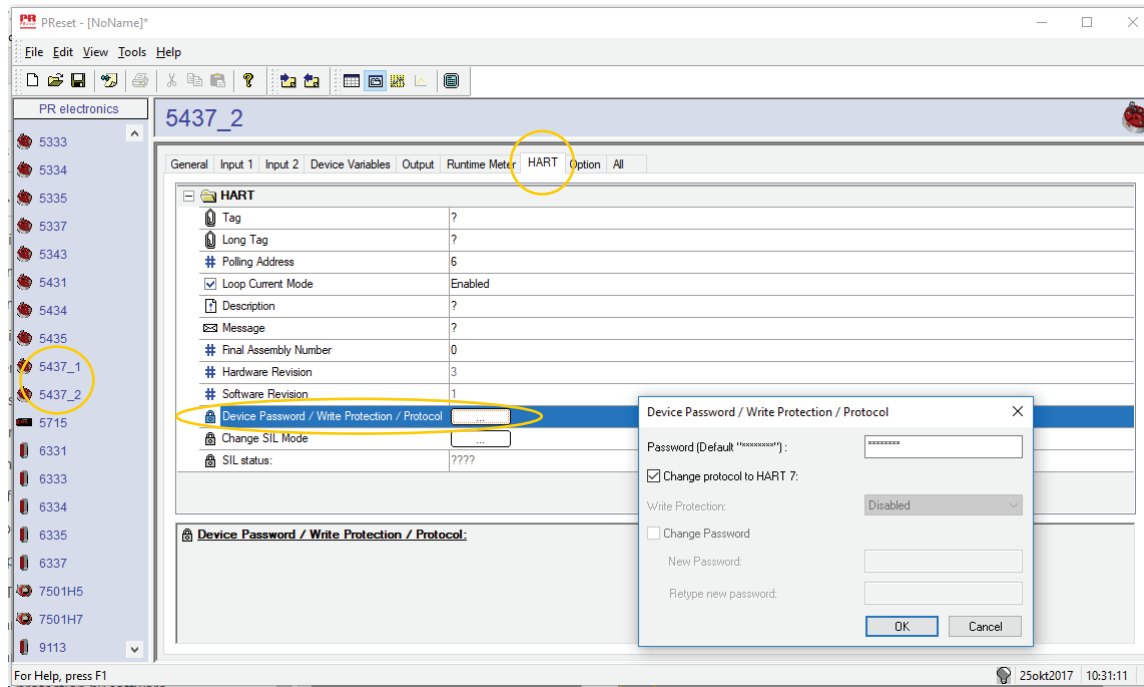 PR PReset - [NoName]*
File Edit View Tools Help
PR electronics
5333
5334
5335
5337
5343
5431
5434
5435
5437_1
5437_2
5715
6331
6333
6334
6335
6337
7501H5
7501H7
9113
5437_2
General Input 1 Input 2 Device Variables Output Runtime Meter HART Option All
HART
Tag ?
Long Tag ?
Polling Address 6
Loop Current Mode Enabled
Description ?
Message ?
Final Assembly Number 0
Hardware Revision 3
Software Revision 1
Device Password / Write Protection / Protocol ...
Change SIL Mode ...
SIL status: ????
Device Password / Write Protection / Protocol:
Device Password / Write Protection / Protocol
Password (Default "********") : ********
Change protocol to HART 7:
Write Protection: Disabled
Change Password
New Password:
Retype new password:
OK Cancel
For Help, press F1 25okt2017 10:31:11